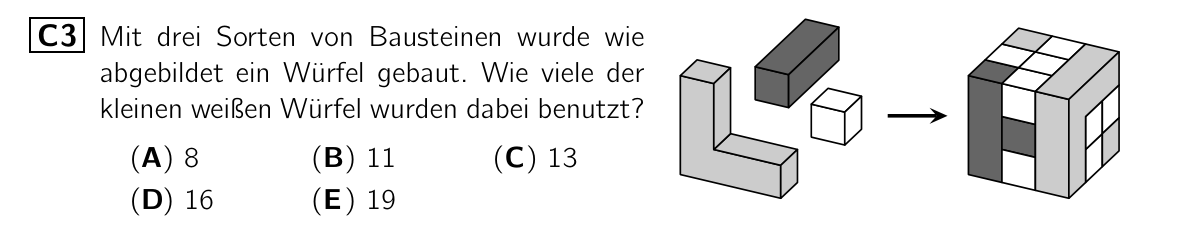 C3 Mit drei Sorten von Bausteinen wurde wie
abgebildet ein Würfel gebaut. Wie viele der
kleinen weißen Würfel wurden dabei benutzt?
(A) 8 (B) 11 (C) 13
(D) 16 (E) 19